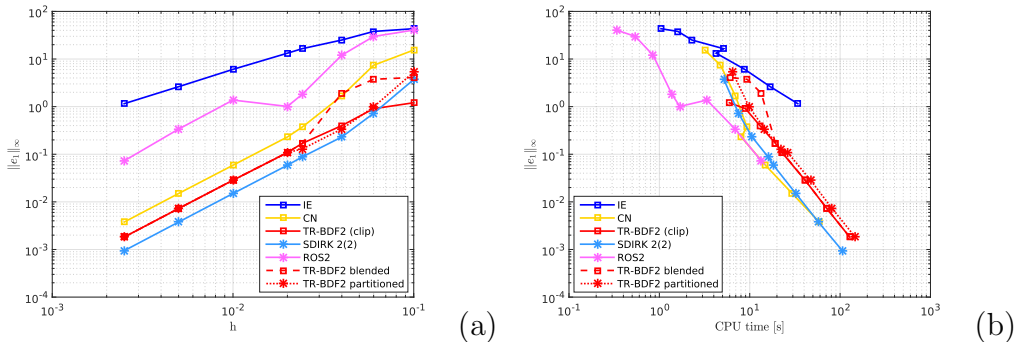 10^2
10^1
10^0
10^-1
10^-2
10^-3
10^-4
||e_1||_∞
10^-3
10^-2
10^-1
h
IE
CN
TR-BDF2 (clip)
SDIRK 2(2)
ROS2
TR-BDF2 blended
TR-BDF2 partitioned
(a)
10^2
10^1
10^0
10^-1
10^-2
10^-3
10^-4
||e_1||_∞
10^-1
10^0
10^1
10^2
10^3
CPU time [s]
IE
CN
TR-BDF2 (clip)
SDIRK 2(2)
ROS2
TR-BDF2 blended
TR-BDF2 partitioned
(b)